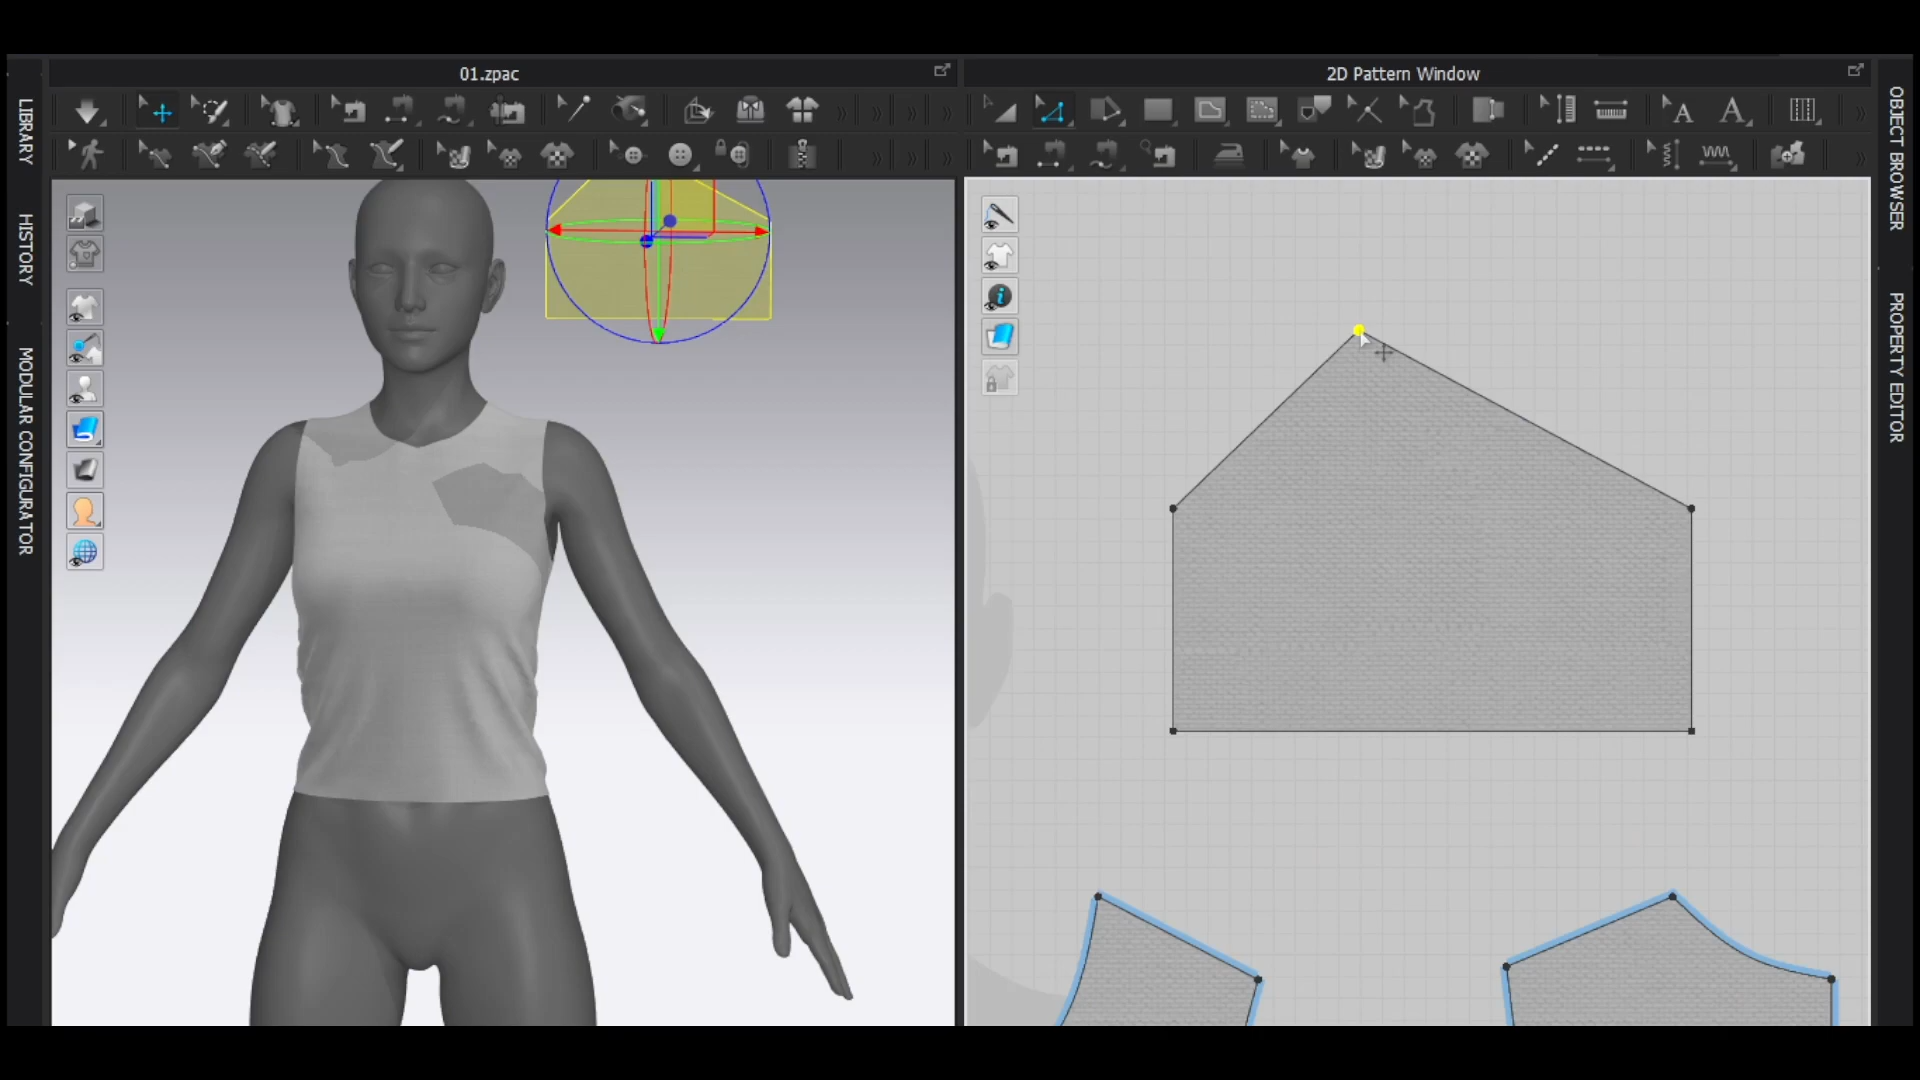 01.zpac
2D Pattern Window
LIBRARY
HISTORY
MODULAR CONFIGURATOR
OBJECT BROWSER
PROPERTY EDITOR